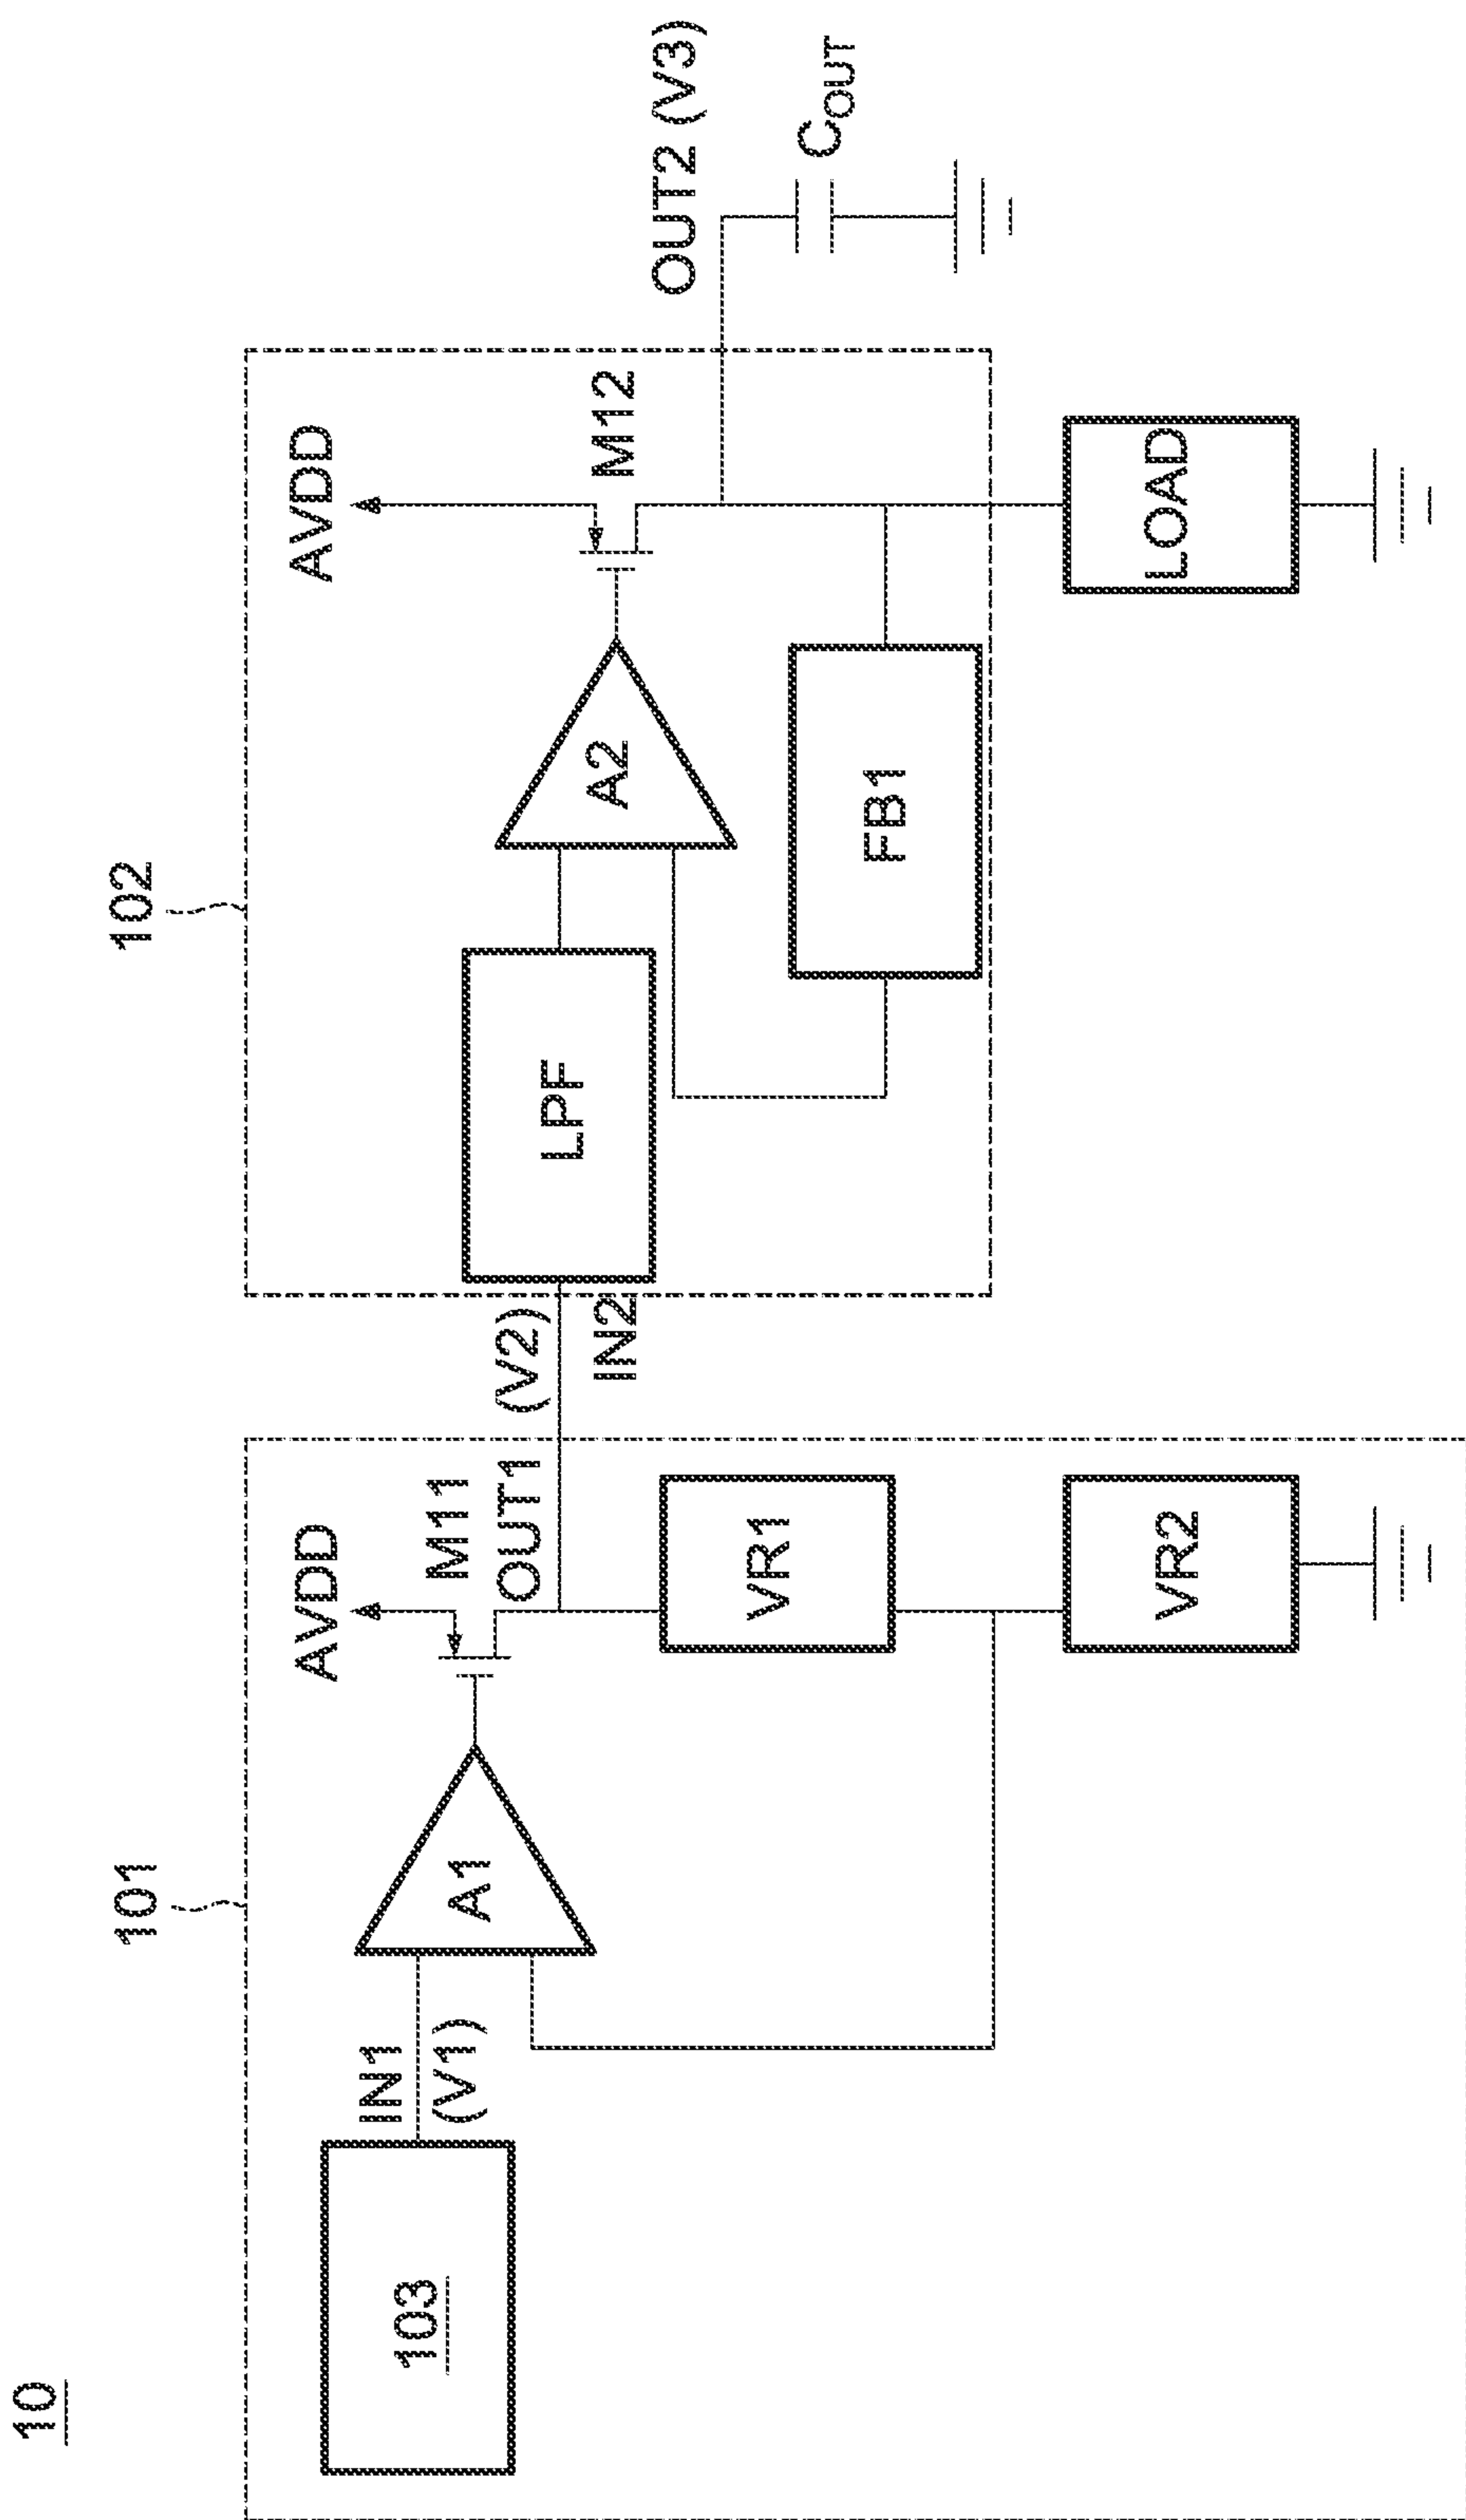 10
101
102
103
IN1
(V1)
A1
AVDD
M11
OUT1
VR1
VR2
(V2)
IN2
LPF
A2
FB1
AVDD
M12
LOAD
OUT2 (V3)
COUT